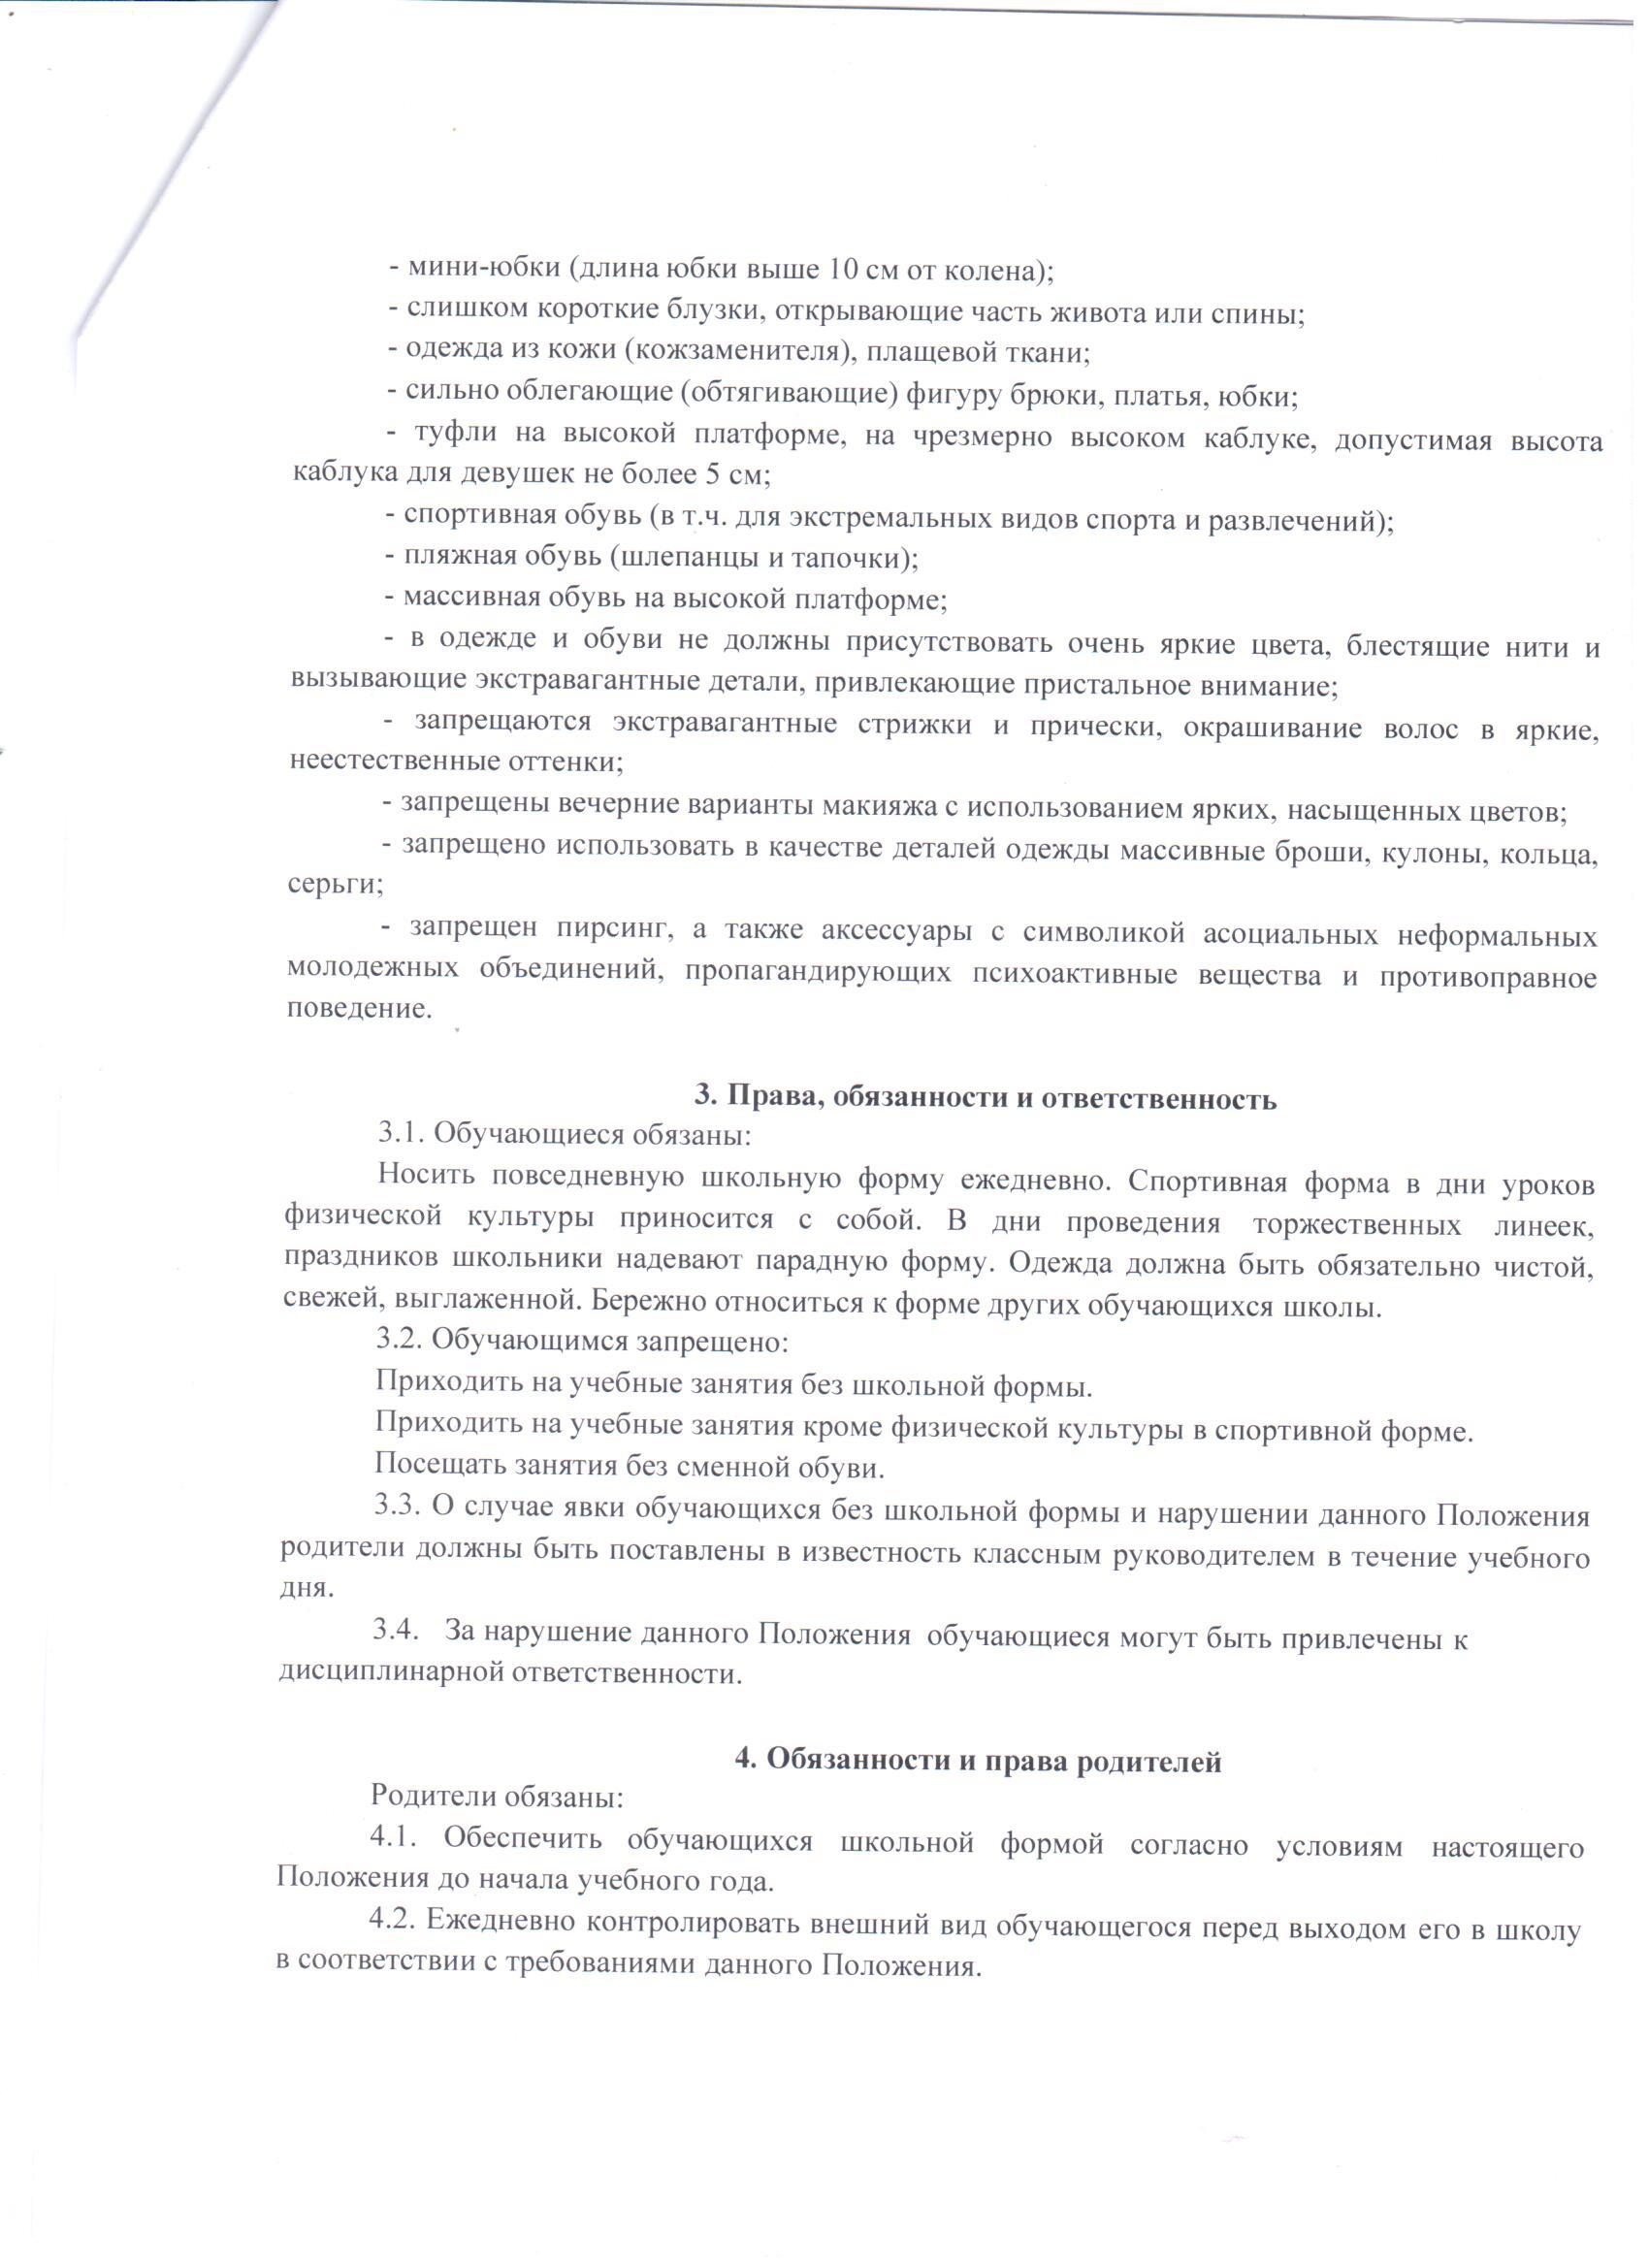 - мини-юбки (длина юбки выше 10 см от колена);
- слишком короткие блузки, открывающие часть живота или спины;
- одежда из кожи (кожзаменителя), плащевой ткани;
- сильно облегающие (обтягивающие) фигуру брюки, платья, юбки;
- туфли на высокой платформе, на чрезмерно высоком каблуке, допустимая высота
каблука для девушек не более 5 см;
- спортивная обувь (в т.ч. для экстремальных видов спорта и развлечений);
- пляжная обувь (шлепанцы и тапочки);
- массивная обувь на высокой платформе;
- в одежде и обуви не должны присутствовать очень яркие цвета, блестящие нити и
вызывающие экстравагантные детали, привлекающие пристальное внимание;
- запрещаются экстравагантные стрижки и прически, окрашивание волос в яркие,
неестественные оттенки;
- запрещены вечерние варианты макияжа с использованием ярких, насыщенных цветов;
- запрещено использовать в качестве деталей одежды массивные броши, кулоны, кольца,
серьги;
- запрещен пирсинг, а также аксессуары с символикой асоциальных неформальных
молодежных объединений, пропагандирующих психоактивные вещества и противоправное
поведение.
3. Права, обязанности и ответственность
3.1. Обучающиеся обязаны:
Носить повседневную школьную форму ежедневно. Спортивная форма в дни уроков
физической культуры приносится с собой. В дни проведения торжественных линеек,
праздников школьники надевают парадную форму. Одежда должна быть обязательно чистой,
свежей, выглаженной. Бережно относиться к форме других обучающихся школы.
3.2. Обучающимся запрещено:
Приходить на учебные занятия без школьной формы.
Приходить на учебные занятия кроме физической культуры в спортивной форме.
Посещать занятия без сменной обуви.
3.3. О случае явки обучающихся без школьной формы и нарушении данного Положения
родители должны быть поставлены в известность классным руководителем в течение учебного
дня.
3.4. За нарушение данного Положения обучающиеся могут быть привлечены к
дисциплинарной ответственности.
4. Обязанности и права родителей
Родители обязаны:
4.1. Обеспечить обучающихся школьной формой согласно условиям настоящего
Положения до начала учебного года.
4.2. Ежедневно контролировать внешний вид обучающегося перед выходом его в школу
в соответствии с требованиями данного Положения.